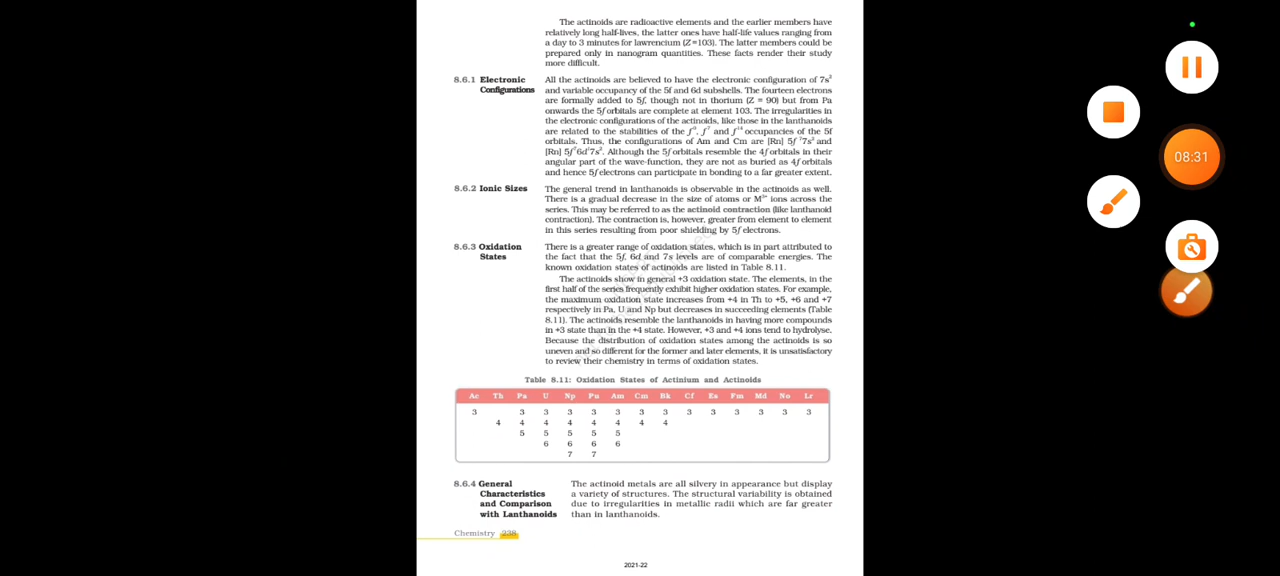 The actinoids are radioactive elements and the earlier members have
relatively long half-lives, the latter ones have half-life values ranging from
a day to 3 minutes for lawrencium (Z=103). The latter members could be
prepared only in nanogram quantities. These facts render their study
more difficult.
8.6.1 Electronic Configurations
All the actinoids are believed to have the electronic configuration of 7s²
and variable occupancy of the 5f and 6d subshells. The fourteen electrons
are formally added to 5f, though not in thorium (Z = 90) but from Pa
onwards the 5f orbitals are complete at element 103. The irregularities in
the electronic configurations of the actinoids, like those in the lanthanoids
are related to the stabilities of the f⁰, f⁷ and f¹⁴ occupancies of the 5f
orbitals. Thus, the configurations of Am and Cm are [Rn] 5f⁷7s² and
[Rn] 5f⁷6d¹7s². Although the 5f orbitals resemble the 4f orbitals in their
angular part of the wave-function, they are not as buried as 4f orbitals
and hence 5f electrons can participate in bonding to a far greater extent.
8.6.2 Ionic Sizes
The general trend in lanthanoids is observable in the actinoids as well.
There is a gradual decrease in the size of atoms or M³⁺ ions across the
series. This may be referred to as the actinoid contraction (like lanthanoid
contraction). The contraction is, however, greater from element to element
in this series resulting from poor shielding by 5f electrons.
8.6.3 Oxidation States
There is a greater range of oxidation states, which is in part attributed to
the fact that the 5f, 6d and 7s levels are of comparable energies. The
known oxidation states of actinoids are listed in Table 8.11.
The actinoids show in general +3 oxidation state. The elements, in the
first half of the series frequently exhibit higher oxidation states. For example,
the maximum oxidation state increases from +4 in Th to +5, +6 and +7
respectively in Pa, U and Np but decreases in succeeding elements (Table
8.11). The actinoids resemble the lanthanoids in having more compounds
in +3 state than in the +4 state. However, +3 and +4 ions tend to hydrolyse.
Because the distribution of oxidation states among the actinoids is so
uneven and so different for the former and later elements, it is unsatisfactory
to review their chemistry in terms of oxidation states.
Table 8.11: Oxidation States of Actinium and Actinoids
Ac Th Pa U Np Pu Am Cm Bk Cf Es Fm Md No Lr
3 3 3 3 3 3 3 3 3 3 3 3 3 3
4 4 4 4 4 4 4 4
5 5 5 5 5
6 6 6 6
7 7
8.6.4 General Characteristics and Comparison with Lanthanoids
The actinoid metals are all silvery in appearance but display
a variety of structures. The structural variability is obtained
due to irregularities in metallic radii which are far greater
than in lanthanoids.
Chemistry 238
2021-22
08:31